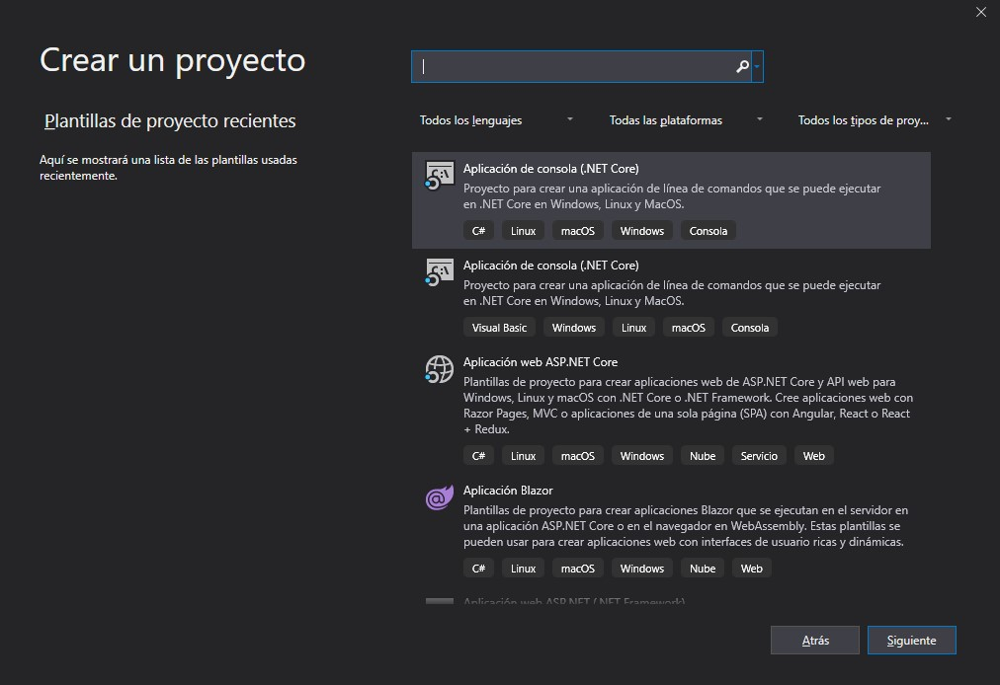 Crear un proyecto
Plantillas de proyecto recientes
Aquí se mostrará una lista de las plantillas usadas
recientemente.
Todos los lenguajes
Todas las plataformas
Todos los tipos de proy...
Aplicación de consola (.NET Core)
Proyecto para crear una aplicación de línea de comandos que se puede ejecutar
en .NET Core en Windows, Linux y MacOS.
C# Linux macOS Windows Consola
Aplicación de consola (.NET Core)
Proyecto para crear una aplicación de línea de comandos que se puede ejecutar
en .NET Core en Windows, Linux y MacOS.
Visual Basic Windows Linux macOS Consola
Aplicación web ASP.NET Core
Plantillas de proyecto para crear aplicaciones web de ASP.NET Core y API web para
Windows, Linux y macOS con .NET Core o .NET Framework. Cree aplicaciones web con
Razor Pages, MVC o aplicaciones de una sola página (SPA) con Angular, React o React
+ Redux.
C# Linux macOS Windows Nube Servicio Web
Aplicación Blazor
Plantillas de proyecto para crear aplicaciones Blazor que se ejecutan en el servidor en
una aplicación ASP.NET Core o en el navegador en WebAssembly. Estas plantillas se
pueden usar para crear aplicaciones web con interfaces de usuario ricas y dinámicas.
C# Linux macOS Windows Nube Web
Aplicación web ASP.NET (.NET Framework)
Atrás
Siguiente